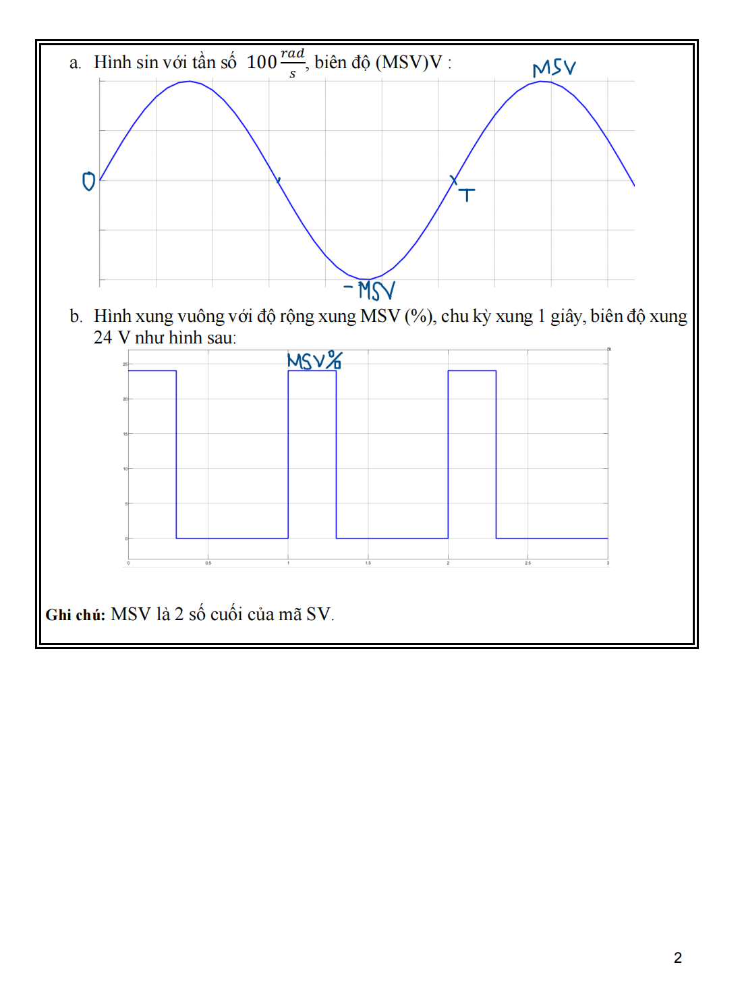 a. Hình sin với tần số 100 rad/s, biên độ (MSV)V :
MSV
0
T
-MSV
b. Hình xung vuông với độ rộng xung MSV (%), chu kỳ xung 1 giây, biên độ xung
24 V như hình sau:
MSV%
25
20
15
10
5
0
0 0.5 1 1.5 2 2.5 3
Ghi chú: MSV là 2 số cuối của mã SV.
2